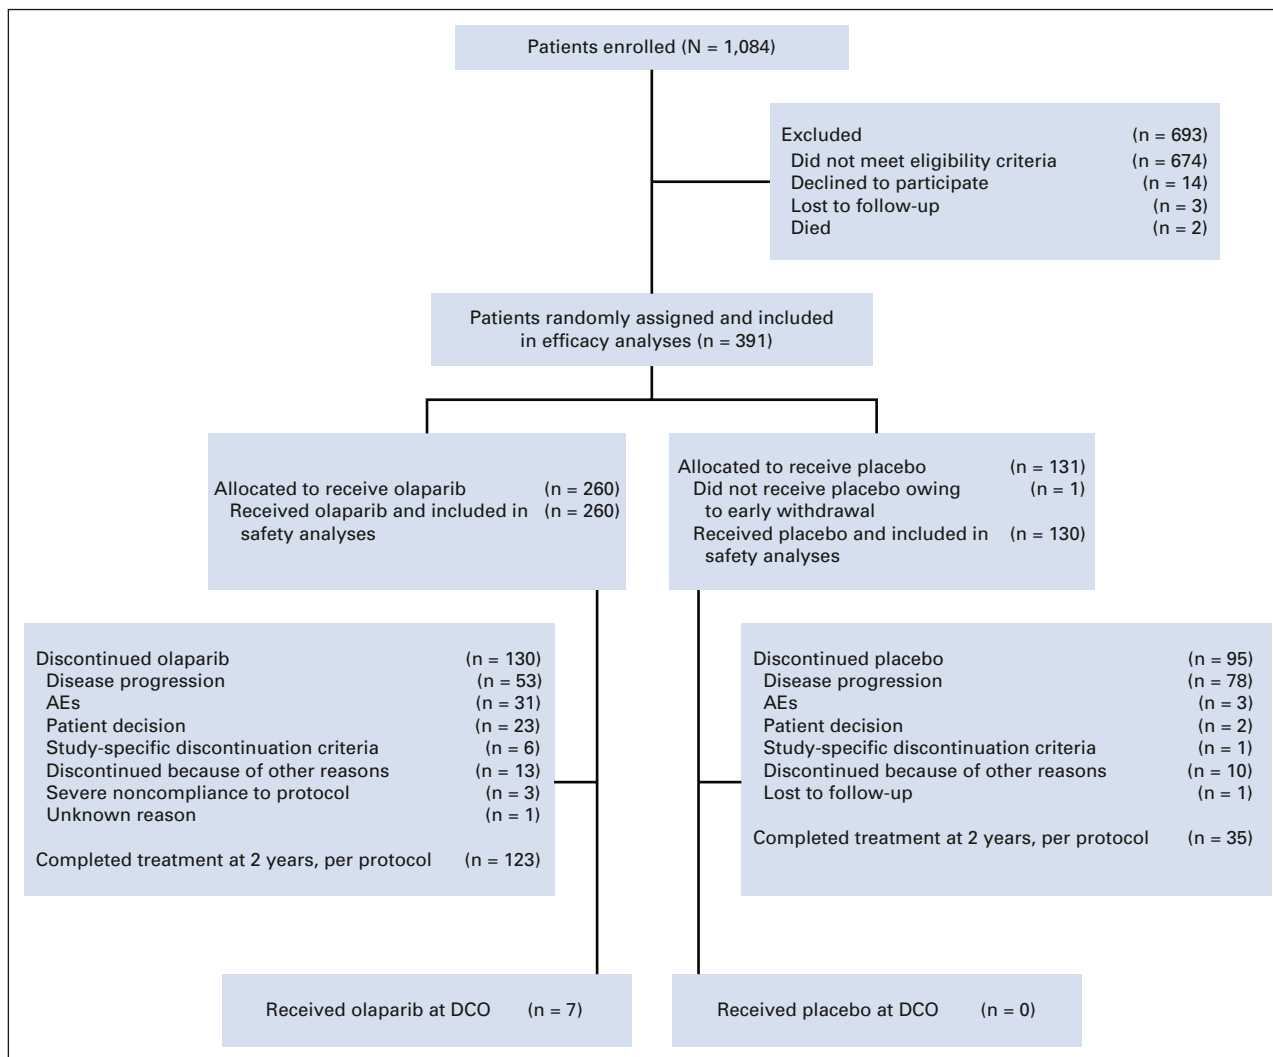 Patients enrolled (N = 1,084)
Excluded (n = 693)
Did not meet eligibility criteria (n = 674)
Declined to participate (n = 14)
Lost to follow-up (n = 3)
Died (n = 2)
Patients randomly assigned and included
in efficacy analyses (n = 391)
Allocated to receive olaparib (n = 260)
Received olaparib and included in (n = 260)
safety analyses
Allocated to receive placebo (n = 131)
Did not receive placebo owing (n = 1)
to early withdrawal
Received placebo and included in (n = 130)
safety analyses
Discontinued olaparib (n = 130)
Disease progression (n = 53)
AEs (n = 31)
Patient decision (n = 23)
Study-specific discontinuation criteria (n = 6)
Discontinued because of other reasons (n = 13)
Severe noncompliance to protocol (n = 3)
Unknown reason (n = 1)
Completed treatment at 2 years, per protocol (n = 123)
Discontinued placebo (n = 95)
Disease progression (n = 78)
AEs (n = 3)
Patient decision (n = 2)
Study-specific discontinuation criteria (n = 1)
Discontinued because of other reasons (n = 10)
Lost to follow-up (n = 1)
Completed treatment at 2 years, per protocol (n = 35)
Received olaparib at DCO (n = 7)
Received placebo at DCO (n = 0)